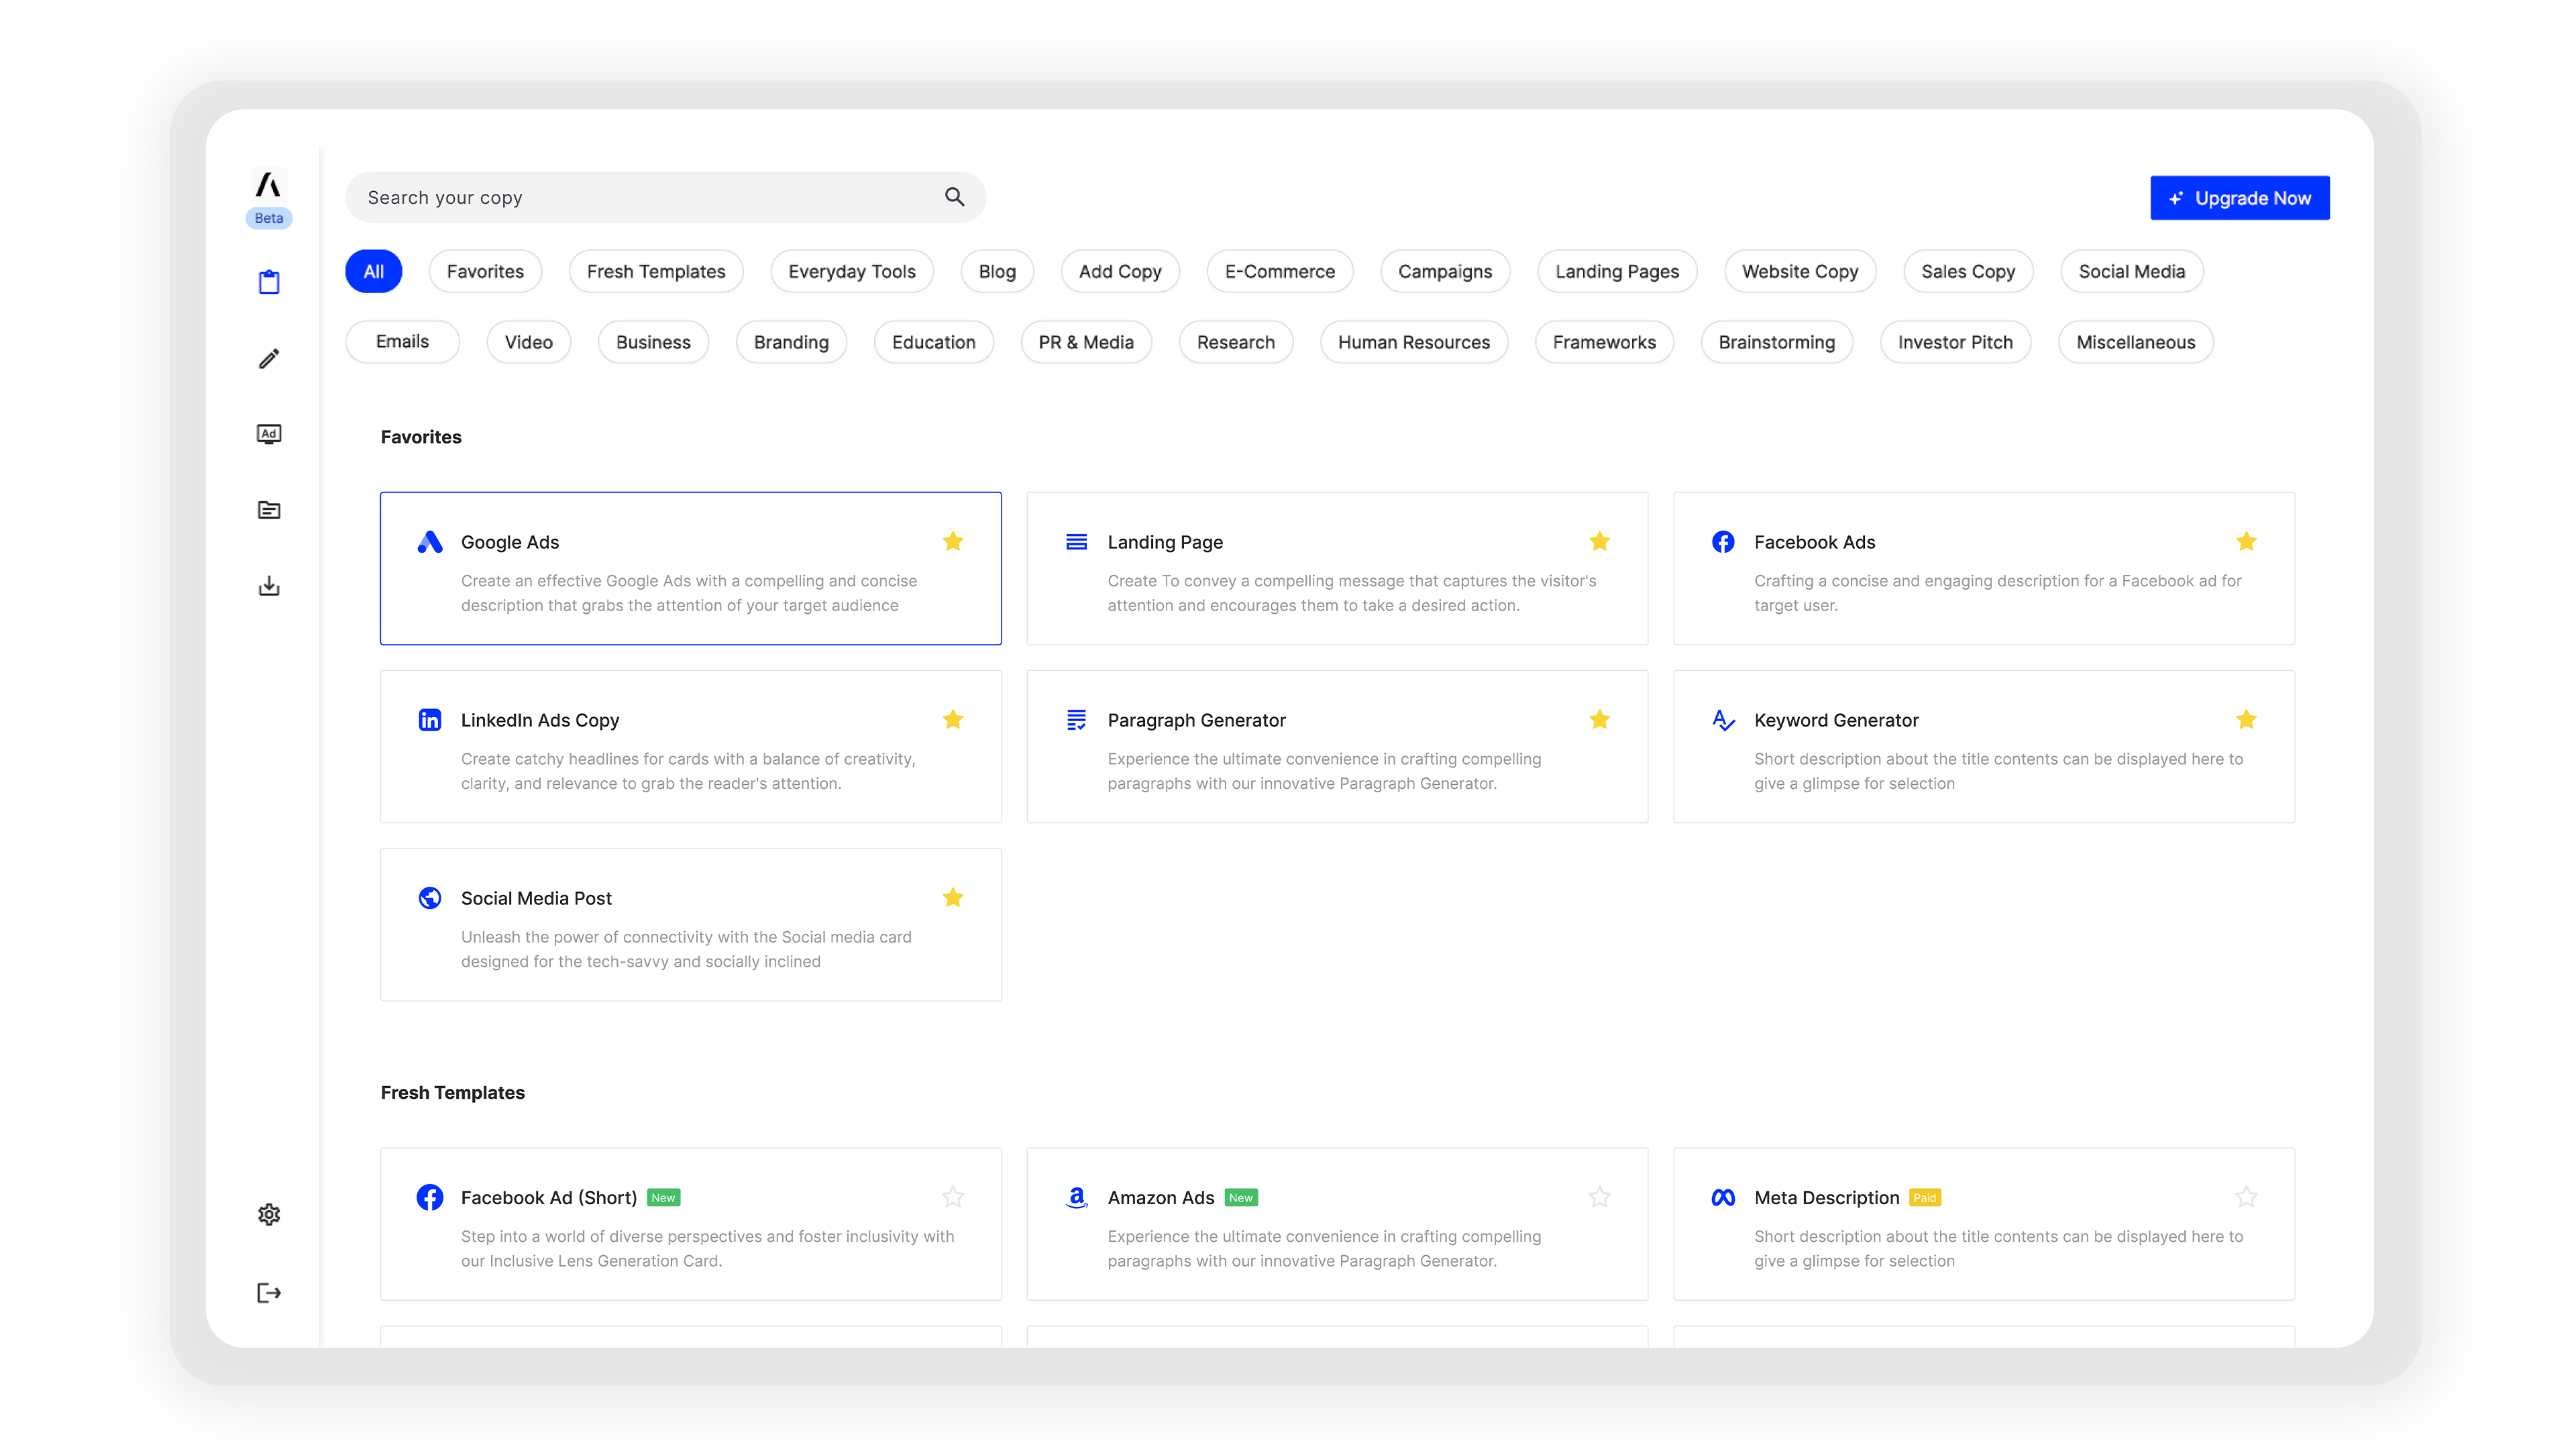 Beta
Search your copy
Upgrade Now
All Favorites Fresh Templates Everyday Tools Blog Add Copy E-Commerce Campaigns Landing Pages Website Copy Sales Copy Social Media
Emails Video Business Branding Education PR & Media Research Human Resources Frameworks Brainstorming Investor Pitch Miscellaneous
Ad
Favorites
Google Ads
Create an effective Google Ads with a compelling and concise
description that grabs the attention of your target audience
Landing Page
Create To convey a compelling message that captures the visitor's
attention and encourages them to take a desired action.
Facebook Ads
Crafting a concise and engaging description for a Facebook ad for
target user.
LinkedIn Ads Copy
Create catchy headlines for cards with a balance of creativity,
clarity, and relevance to grab the reader's attention.
Paragraph Generator
Experience the ultimate convenience in crafting compelling
paragraphs with our innovative Paragraph Generator.
Keyword Generator
Short description about the title contents can be displayed here to
give a glimpse for selection
Social Media Post
Unleash the power of connectivity with the Social media card
designed for the tech-savvy and socially inclined
Fresh Templates
Facebook Ad (Short) New
Step into a world of diverse perspectives and foster inclusivity with
our Inclusive Lens Generation Card.
Amazon Ads New
Experience the ultimate convenience in crafting compelling
paragraphs with our innovative Paragraph Generator.
Meta Description Paid
Short description about the title contents can be displayed here to
give a glimpse for selection